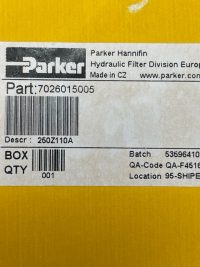 Parker Hannifin
Hydraulic Filter Division Europ
Parker
Made in CZ www.parker.com
Part:7026015005
Descr: 250Z110A
BOX Batch 53596410
QTY QA-Code QA-F4516
001 Location 95-SHIPE